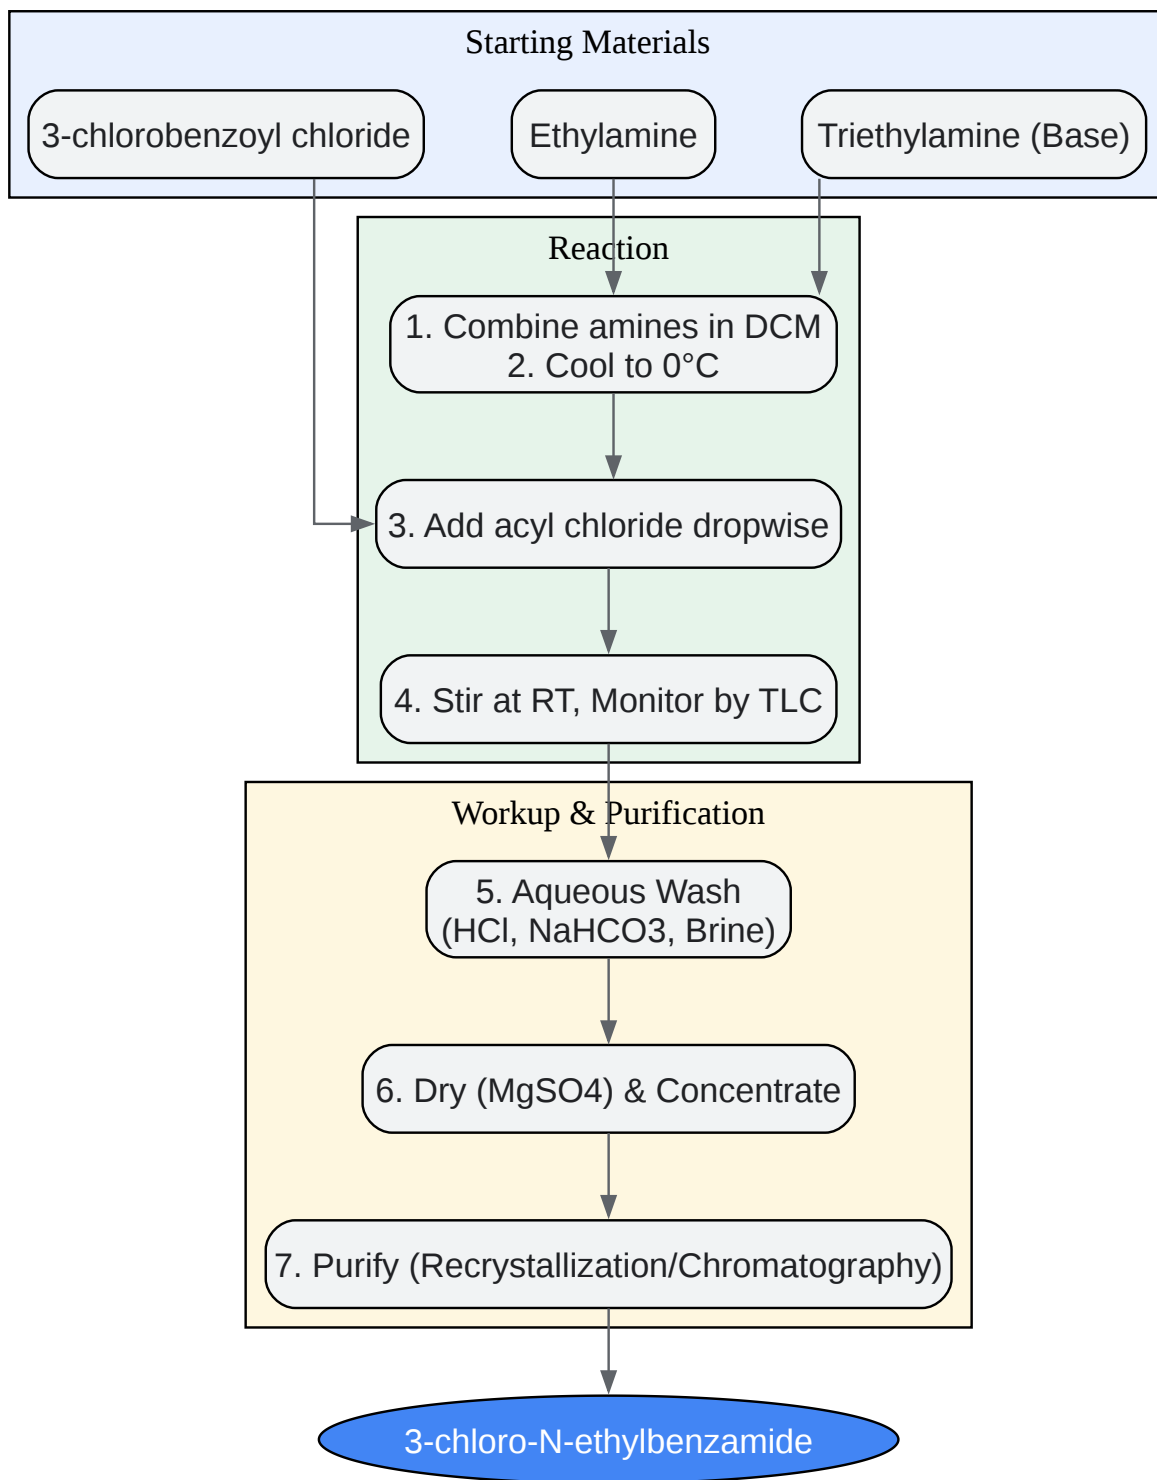 Starting Materials
3-chlorobenzoyl chloride
Ethylamine
Triethylamine (Base)
Reaction
1. Combine amines in DCM
2. Cool to 0°C
3. Add acyl chloride dropwise
4. Stir at RT, Monitor by TLC
Workup & Purification
5. Aqueous Wash
(HCl, NaHCO3, Brine)
6. Dry (MgSO4) & Concentrate
7. Purify (Recrystallization/Chromatography)
3-chloro-N-ethylbenzamide